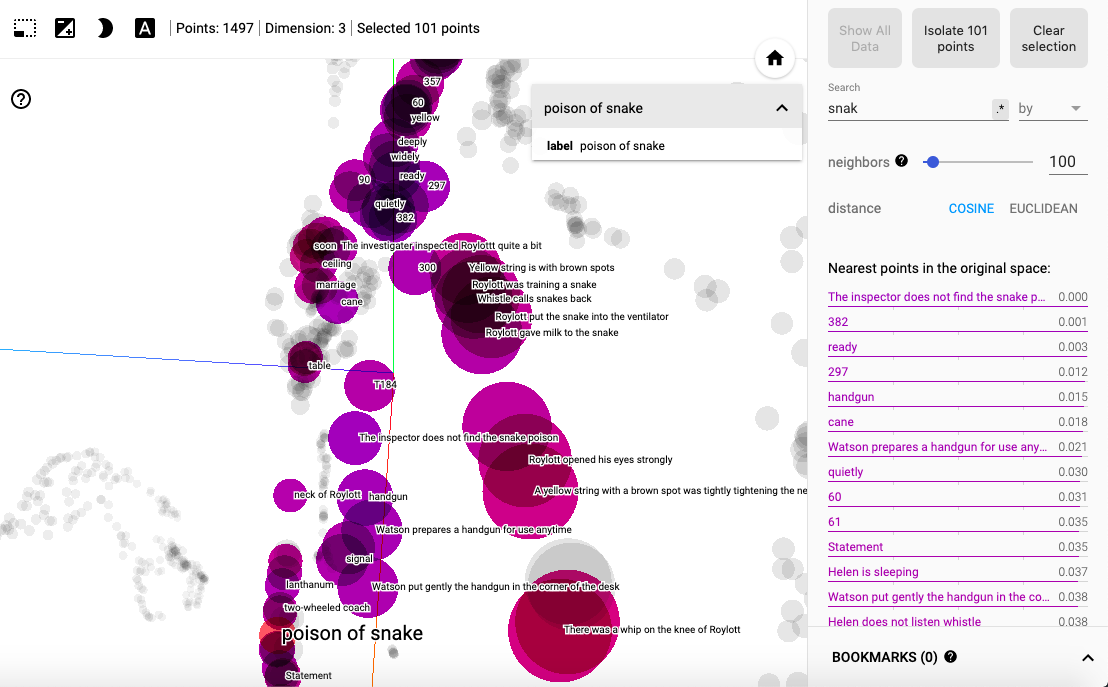 A
Points: 1497
Dimension: 3
Selected 101 points
Show All Data
Isolate 101 points
Clear selection
poison of snake
label poison of snake
Search
snak
.*
by
neighbors
?
100
distance
COSINE
EUCLIDEAN
Nearest points in the original space:
The inspector does not find the snake p... 0.000
382 0.001
ready 0.003
297 0.012
handgun 0.015
cane 0.018
Watson prepares a handgun for use any... 0.021
quietly 0.030
60 0.031
61 0.035
Statement 0.035
Helen is sleeping 0.037
Watson put gently the handgun in the co... 0.038
Helen does not listen whistle 0.038
BOOKMARKS (0) ?
?
357
60
yellow
deeply
widely
ready
90
297
quietly
382
soon
The investigater inspected Roylottt quite a bit
ceiling
300
Yellow string is with brown spots
marriage
Roylott was training a snake
Whistle calls snakes back
cane
Roylott put the snake into the ventilator
Roylott gave milk to the snake
table
T184
The inspector does not find the snake poison
Roylott opened his eyes strongly
Ayellow string with a brown spot was tightly tightening the ne
neck of Roylott
handgun
Watson prepares a handgun for use anytime
signal
lanthanum
Watson put gently the handgun in the corner of the desk
two-wheeled coach
poison of snake
There was a whip on the knee of Roylott
Statement